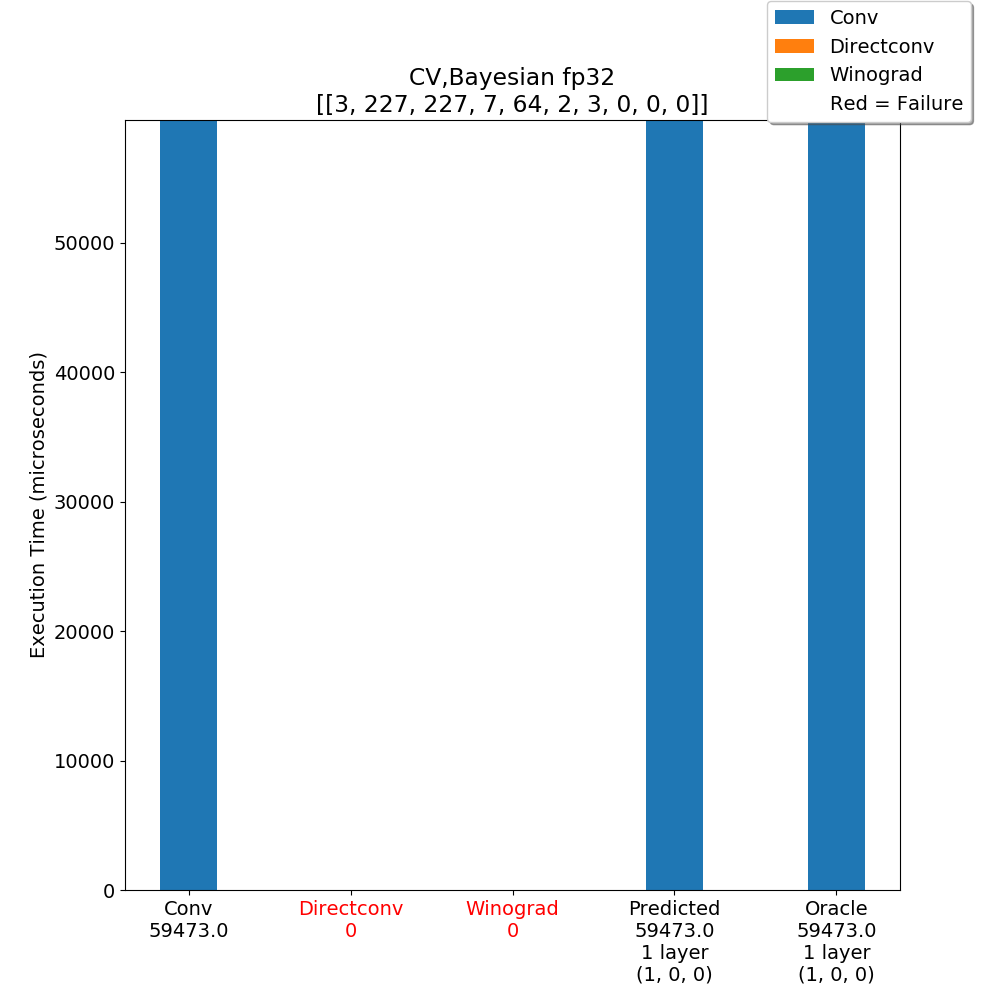 Conv
Directconv
Winograd
Red = Failure
CV,Bayesian fp32
[[3, 227, 227, 7, 64, 2, 3, 0, 0, 0]]
Execution Time (microseconds)
50000
40000
30000
20000
10000
0
Conv
59473.0
Directconv
0
Winograd
0
Predicted
59473.0
1 layer
(1, 0, 0)
Oracle
59473.0
1 layer
(1, 0, 0)